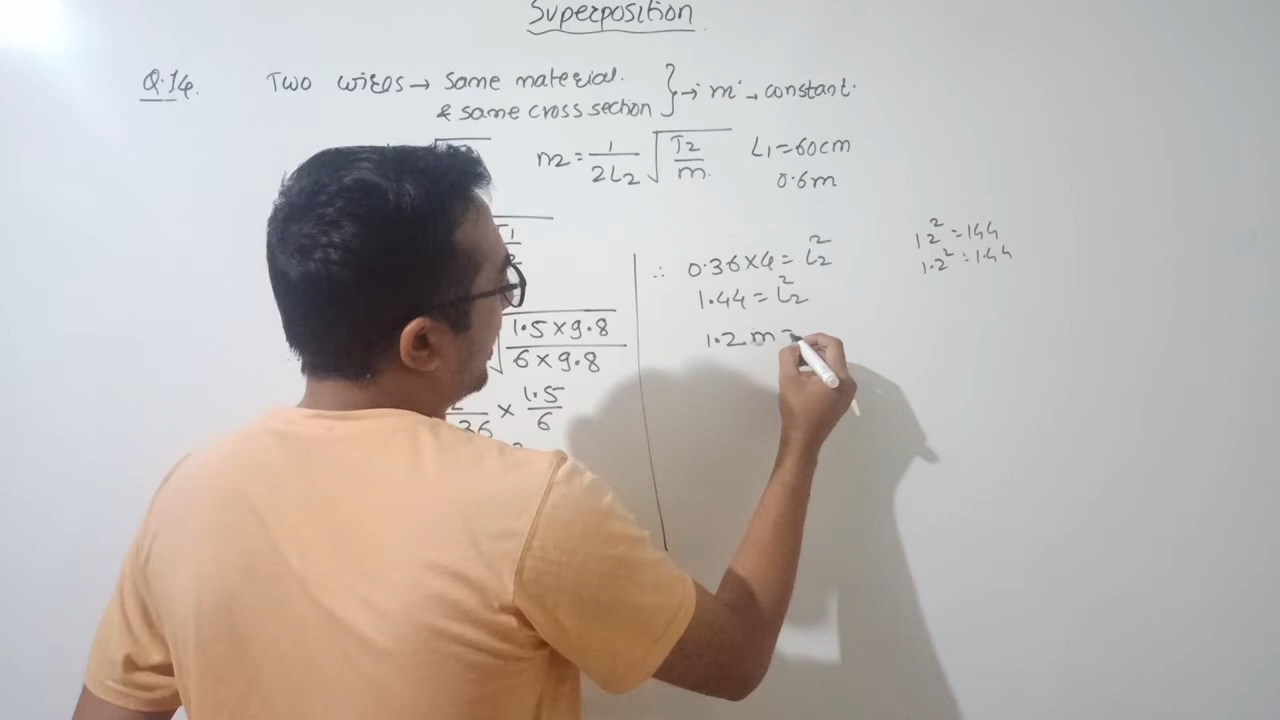 Superposition
Q.14. Two wires → Same material.
& same cross section } → 'm' → constant.
n2 = 1/2L2 √T2/m. L1 = 60cm
0.6m
∴ 0.36 × 4 = L2²
1.44 = L2²
1.2 m =
12² = 144
1.2² = 1.44
√1.5 × 9.8 / 6 × 9.8
36 × 1.5/6